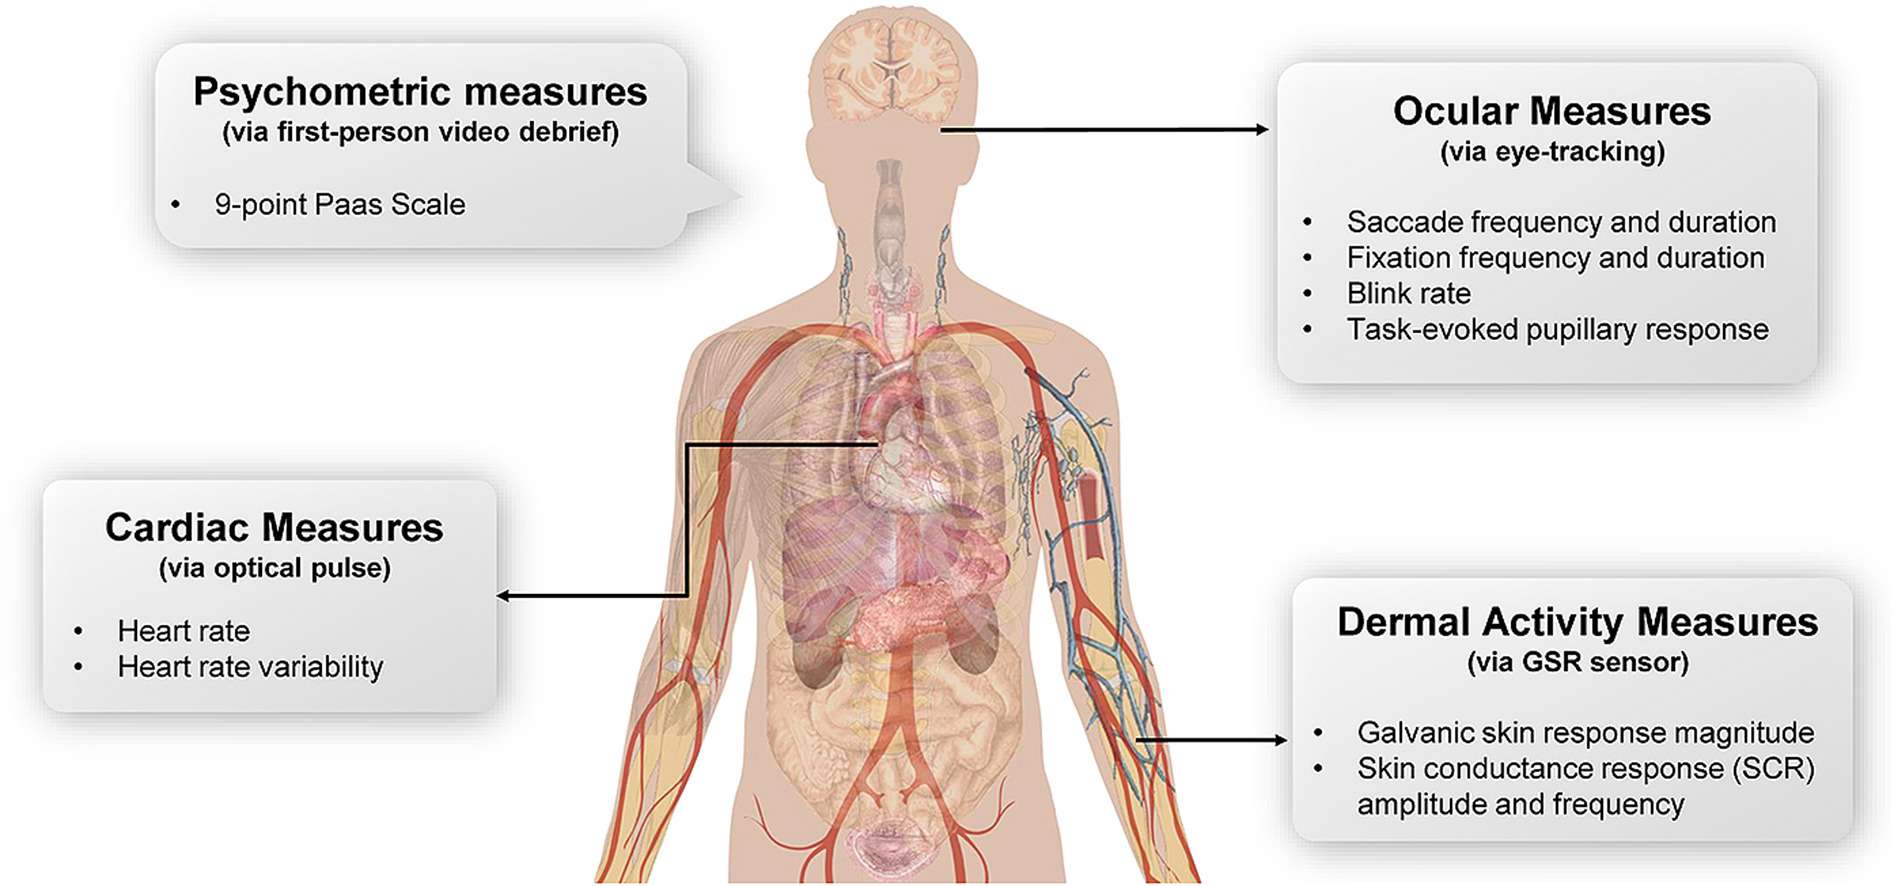 Psychometric measures
(via first-person video debrief)
• 9-point Paas Scale
Ocular Measures
(via eye-tracking)
• Saccade frequency and duration
• Fixation frequency and duration
• Blink rate
• Task-evoked pupillary response
Cardiac Measures
(via optical pulse)
• Heart rate
• Heart rate variability
Dermal Activity Measures
(via GSR sensor)
• Galvanic skin response magnitude
• Skin conductance response (SCR)
amplitude and frequency